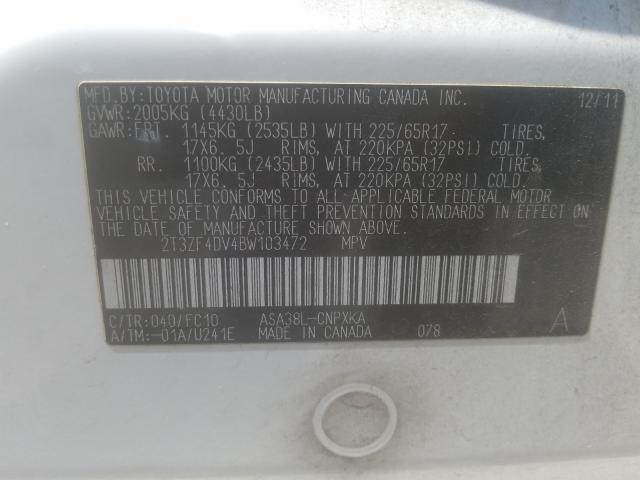 MFD.BY:TOYOTA MOTOR MANUFACTURING CANADA INC. 12/11
GVWR:2005KG (4430LB)
GAWR:FRT. 1145KG (2535LB) WITH 225/65R17 TIRES,
17X6.5J RIMS, AT 220KPA (32PSI) COLD.
RR. 1100KG (2435LB) WITH 225/65R17 TIRES,
17X6.5J RIMS, AT 220KPA (32PSI) COLD.
THIS VEHICLE CONFORMS TO ALL APPLICABLE FEDERAL MOTOR
VEHICLE SAFETY AND THEFT PREVENTION STANDARDS IN EFFECT ON
THE DATE OF MANUFACTURE SHOWN ABOVE.
2T3ZF4DV4BW103472 MPV
C/TR:040/FC10 ASA38L-CNPXKA A
A/TM:-01A/U241E MADE IN CANADA 078